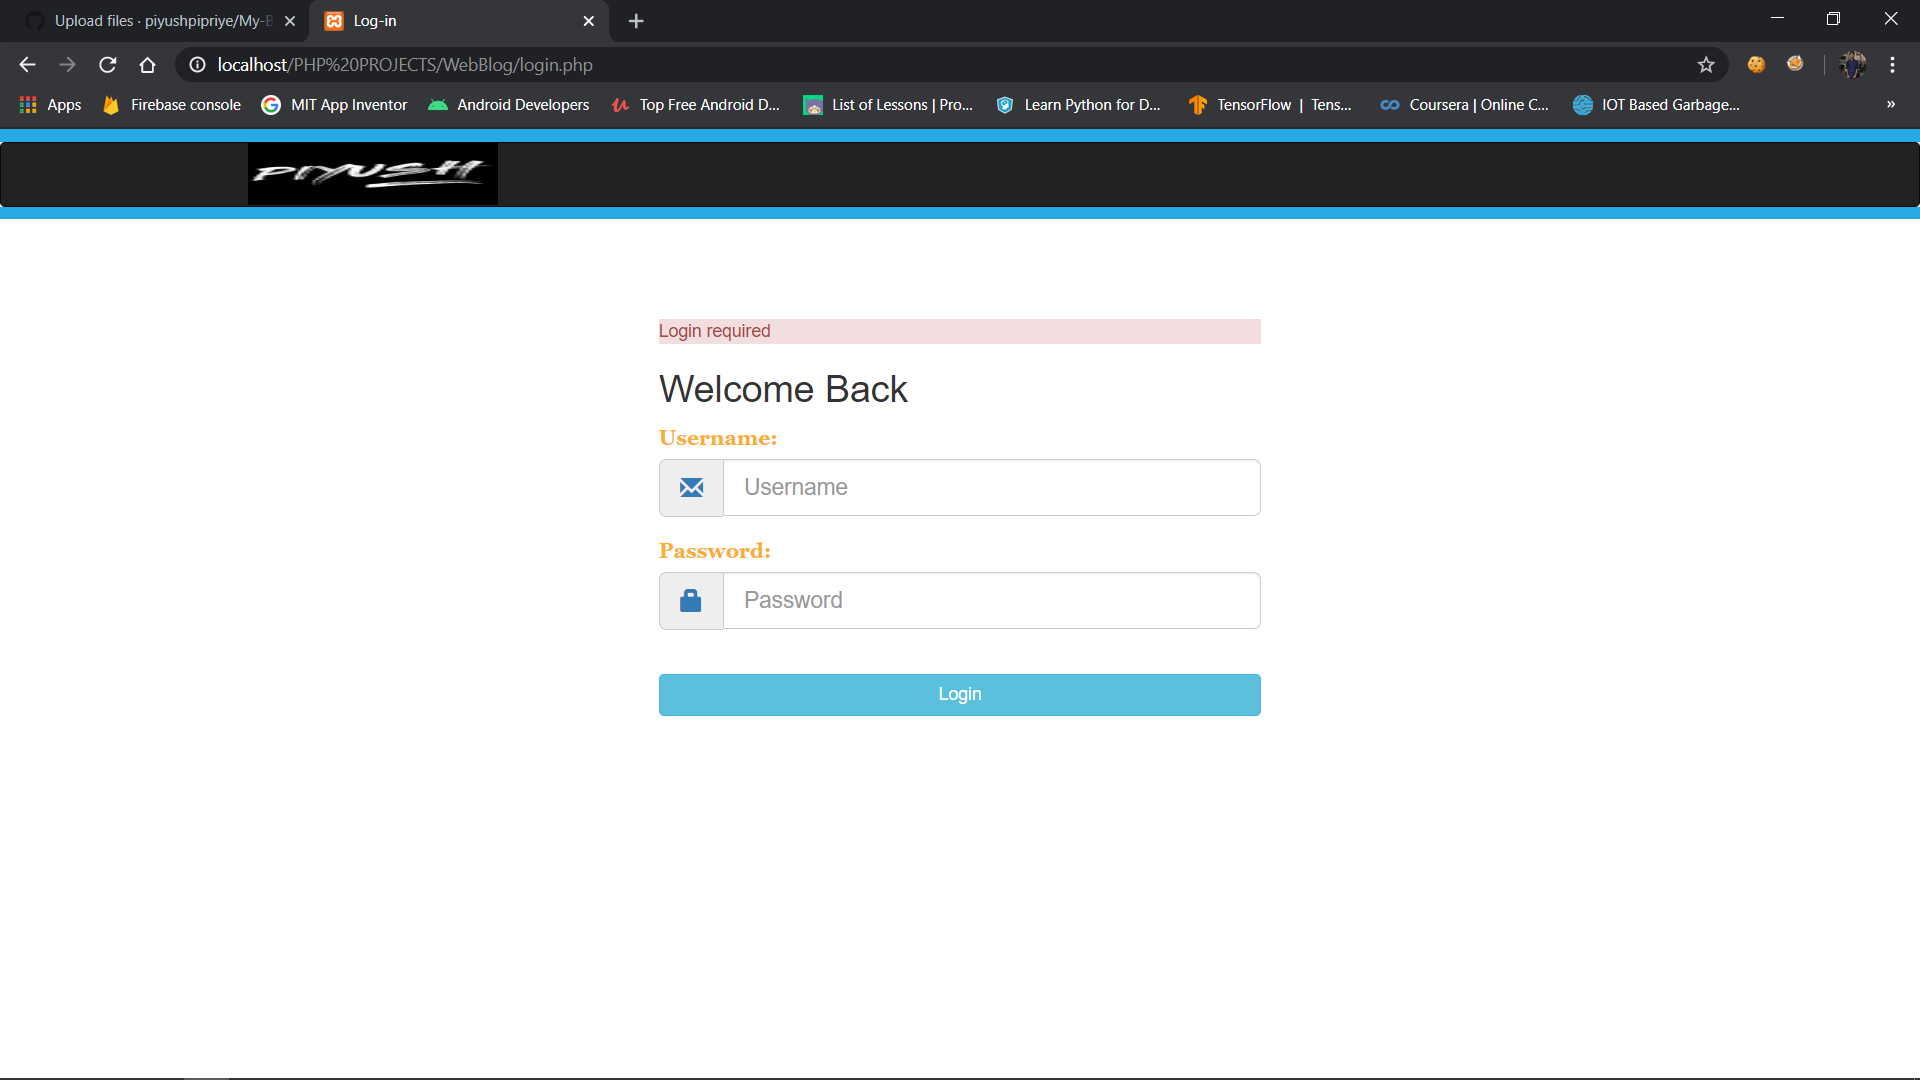 Upload files · piyushpipriye/My-B
Log-in
localhost/PHP%20PROJECTS/WebBlog/login.php
Apps
Firebase console
MIT App Inventor
Android Developers
Top Free Android D...
List of Lessons | Pro...
Learn Python for D...
TensorFlow | Tens...
Coursera | Online C...
IOT Based Garbage...
»
PIYUSH
Login required
Welcome Back
Username:
Username
Password:
Password
Login